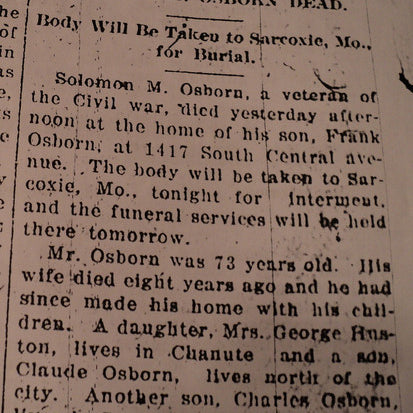 OSBORN DEAD.
Body Will Be Taken to Sarcoxie, Mo.,
for Burial.
Solomon M. Osborn, a veteran of
the Civil war, died yesterday after-
noon at the home of his son, Frank
Osborn, at 1417 South Central ave-
nue. The body will be taken to Sar-
coxie, Mo., tonight for interment,
and the funeral services will be held
there tomorrow.
Mr. Osborn was 73 years old. His
wife died eight years ago and he had
since made his home with his chil-
dren. A daughter, Mrs. George Hus-
ton, lives in Chanute and a son,
Claude Osborn, lives north of the
city. Another son, Charles Osborn,